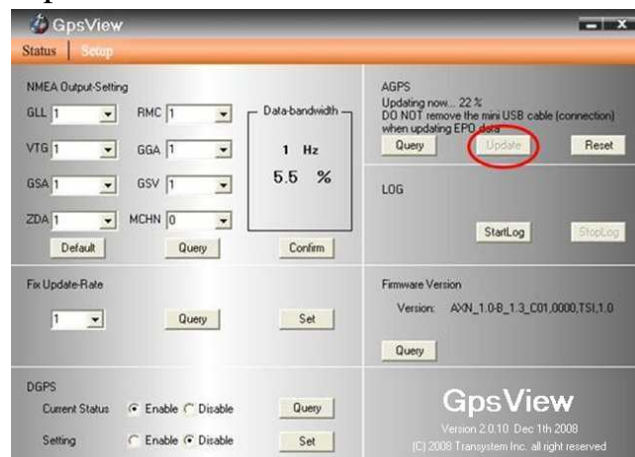 GpsView
Status | Setup
NMEA Output-Setting
GLL 1 RMC 1
VTG 1 GGA 1
GSA 1 GSV 1
ZDA 1 MCHN 0
Default Query
Data-bandwidth
1 Hz
5.5 %
Confirm
Fix Update-Rate
1 Query Set
DGPS
Current Status Enable Disable Query
Setting Enable Disable Set
AGPS
Updating now... 22 %
DO NOT remove the mini USB cable (connection)
when updating EPO data
Query Update Reset
LOG
StartLog StopLog
Firmware Version
Version: AXN_1.0-B_1.3_C01,0000,TSI,1.0
Query
GpsView
Version 2.0.10 Dec 1th 2008
(C) 2008 Transystem Inc. all right reserved